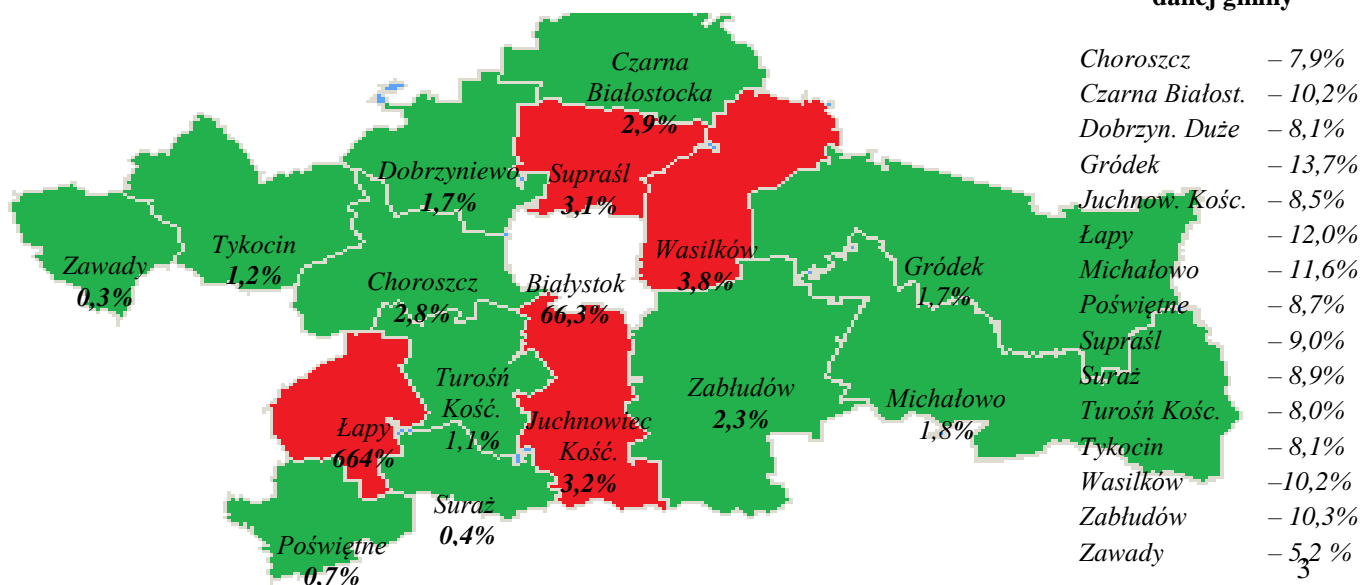 danej gminy
Czarna
Białostocka
2,9%
Dobrzyniewo
1,7%
Supraśl
3,1%
Tykocin
1,2%
Zawady
0,3%
Choroszcz
2,8%
Białystok
66,3%
Wasilków
3,8%
Gródek
1,7%
Turośń
Kość.
1,1%
Zabłudów
2,3%
Michałowo
1,8%
Łapy
664%
Juchnowiec
Kość.
3,2%
Suraż
0,4%
Poświętne
0,7%
Choroszcz – 7,9%
Czarna Białost. – 10,2%
Dobrzyn. Duże – 8,1%
Gródek – 13,7%
Juchnow. Kośc. – 8,5%
Łapy – 12,0%
Michałowo – 11,6%
Poświętne – 8,7%
Supraśl – 9,0%
Suraż – 8,9%
Turośń Kośc. – 8,0%
Tykocin – 8,1%
Wasilków –10,2%
Zabłudów – 10,3%
Zawady – 5,2 %
3